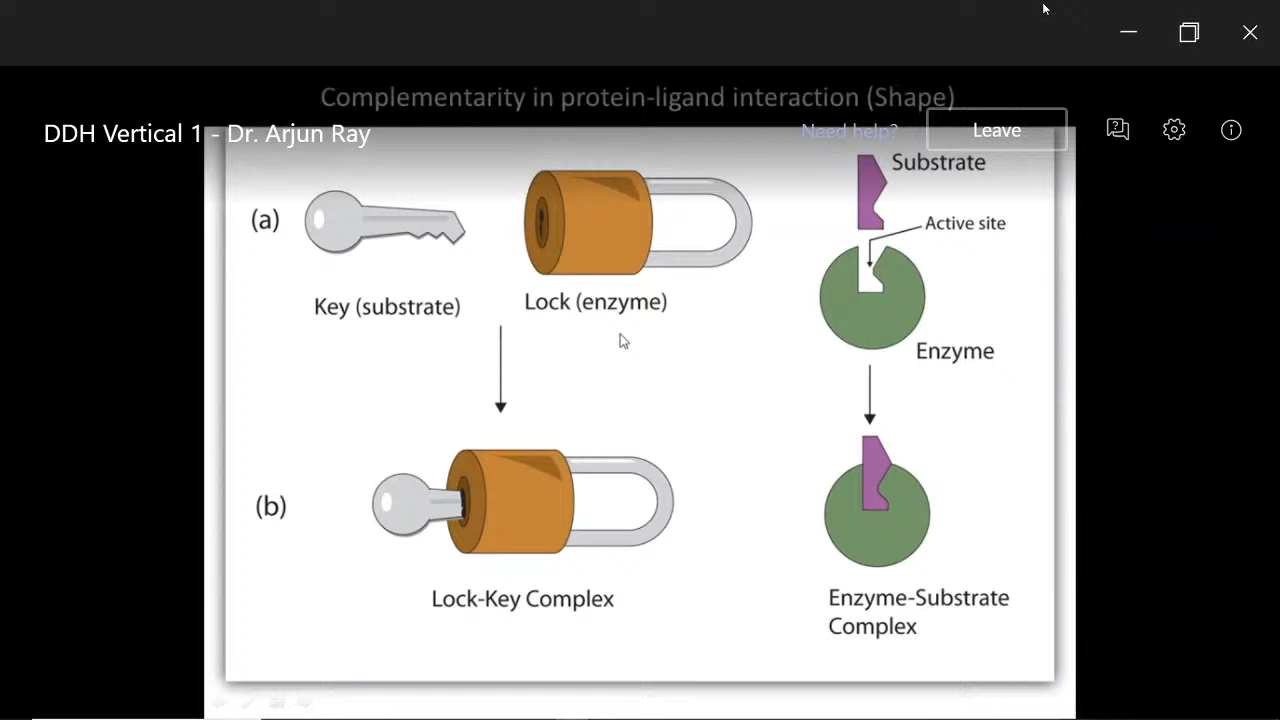 Complementarity in protein-ligand interaction (Shape)
DDH Vertical 1 - Dr. Arjun Ray
Need help?
Leave
Substrate
(a)
Active site
Key (substrate)
Lock (enzyme)
Enzyme
(b)
Lock-Key Complex
Enzyme-Substrate
Complex